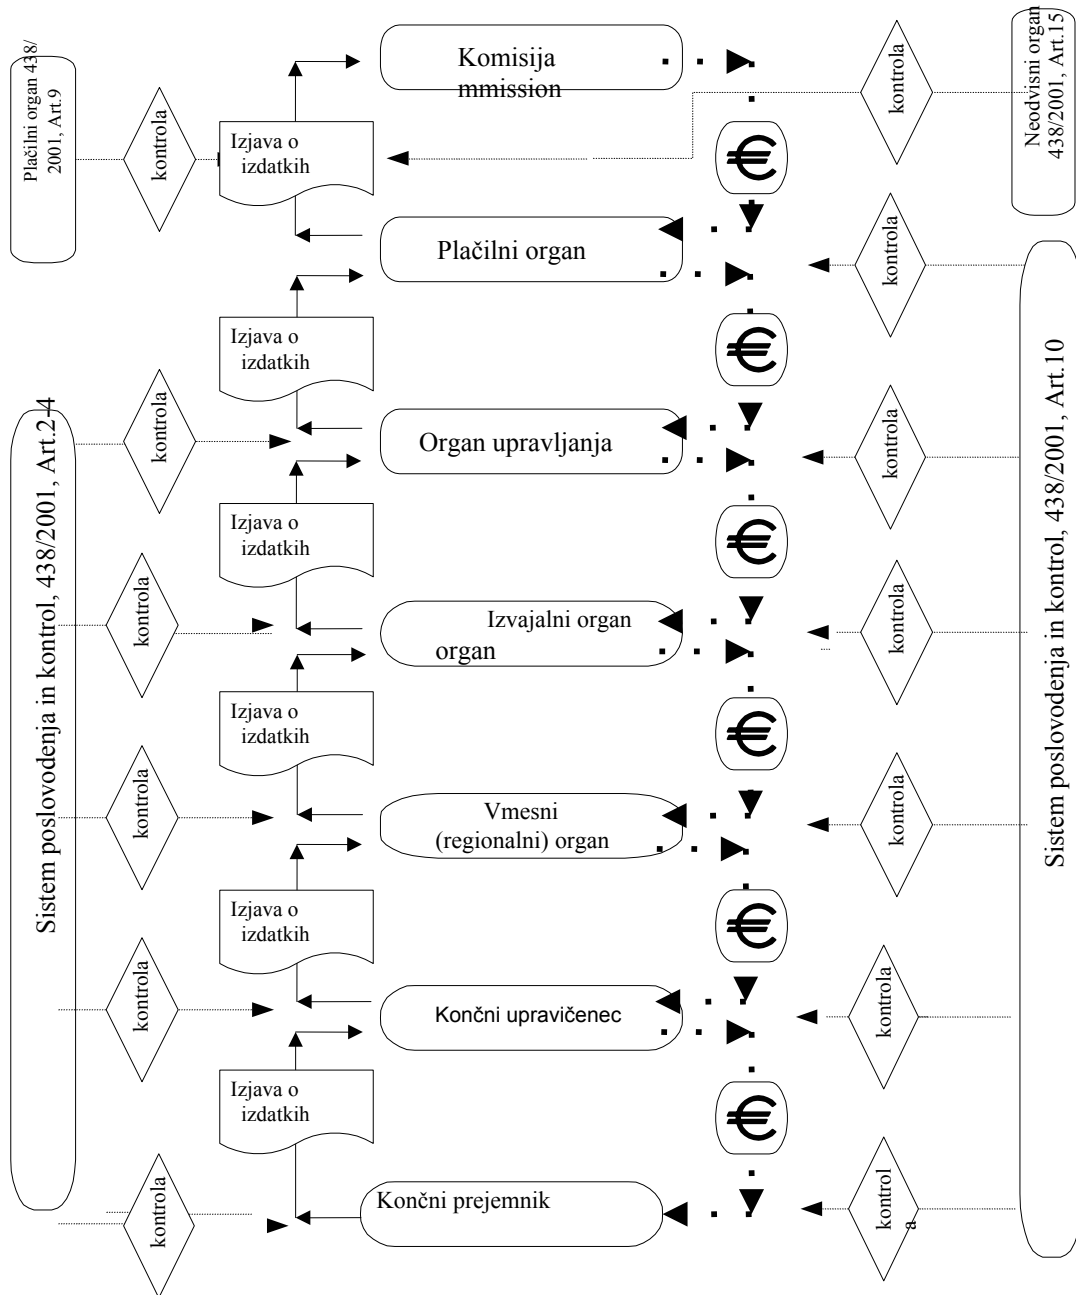 Plačilni organ 438/
2001, Art.9
kontrola
Izjava o
izdatkih
Komisija
mmission
kontrola
Neodvisni organ
438/2001, Art.15
€
Plačilni organ
kontrola
Izjava o
izdatkih
€
Sistem poslovodenja in kontrol, 438/2001, Art.2-4
kontrola
Organ upravljanja
kontrola
Sistem poslovodenja in kontrol, 438/2001, Art.10
Izjava o
izdatkih
€
kontrola
Izvajalni organ
organ
kontrola
Izjava o
izdatkih
€
kontrola
Vmesni
(regionalni) organ
kontrola
Izjava o
izdatkih
€
kontrola
Končni upravičenec
kontrola
Izjava o
izdatkih
€
kontrola
Končni prejemnik
kontrol
a